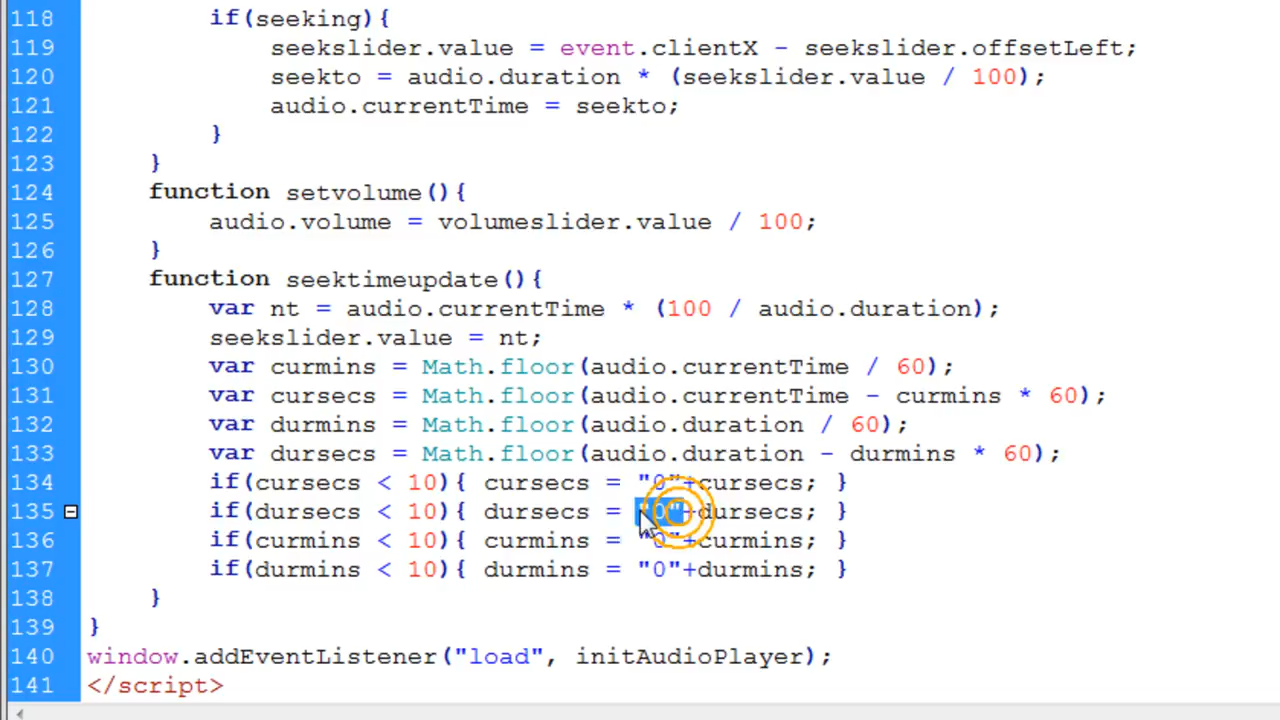 118 if(seeking){
119 seekslider.value = event.clientX - seekslider.offsetLeft;
120 seekto = audio.duration * (seekslider.value / 100);
121 audio.currentTime = seekto;
122 }
123 }
124 function setvolume(){
125 audio.volume = volumeslider.value / 100;
126 }
127 function seektimeupdate(){
128 var nt = audio.currentTime * (100 / audio.duration);
129 seekslider.value = nt;
130 var curmins = Math.floor(audio.currentTime / 60);
131 var cursecs = Math.floor(audio.currentTime - curmins * 60);
132 var durmins = Math.floor(audio.duration / 60);
133 var dursecs = Math.floor(audio.duration - durmins * 60);
134 if(cursecs < 10){ cursecs = "0"+cursecs; }
135 if(dursecs < 10){ dursecs = "0"+dursecs; }
136 if(curmins < 10){ curmins = "0"+curmins; }
137 if(durmins < 10){ durmins = "0"+durmins; }
138 }
139 }
140 window.addEventListener("load", initAudioPlayer);
141 </script>